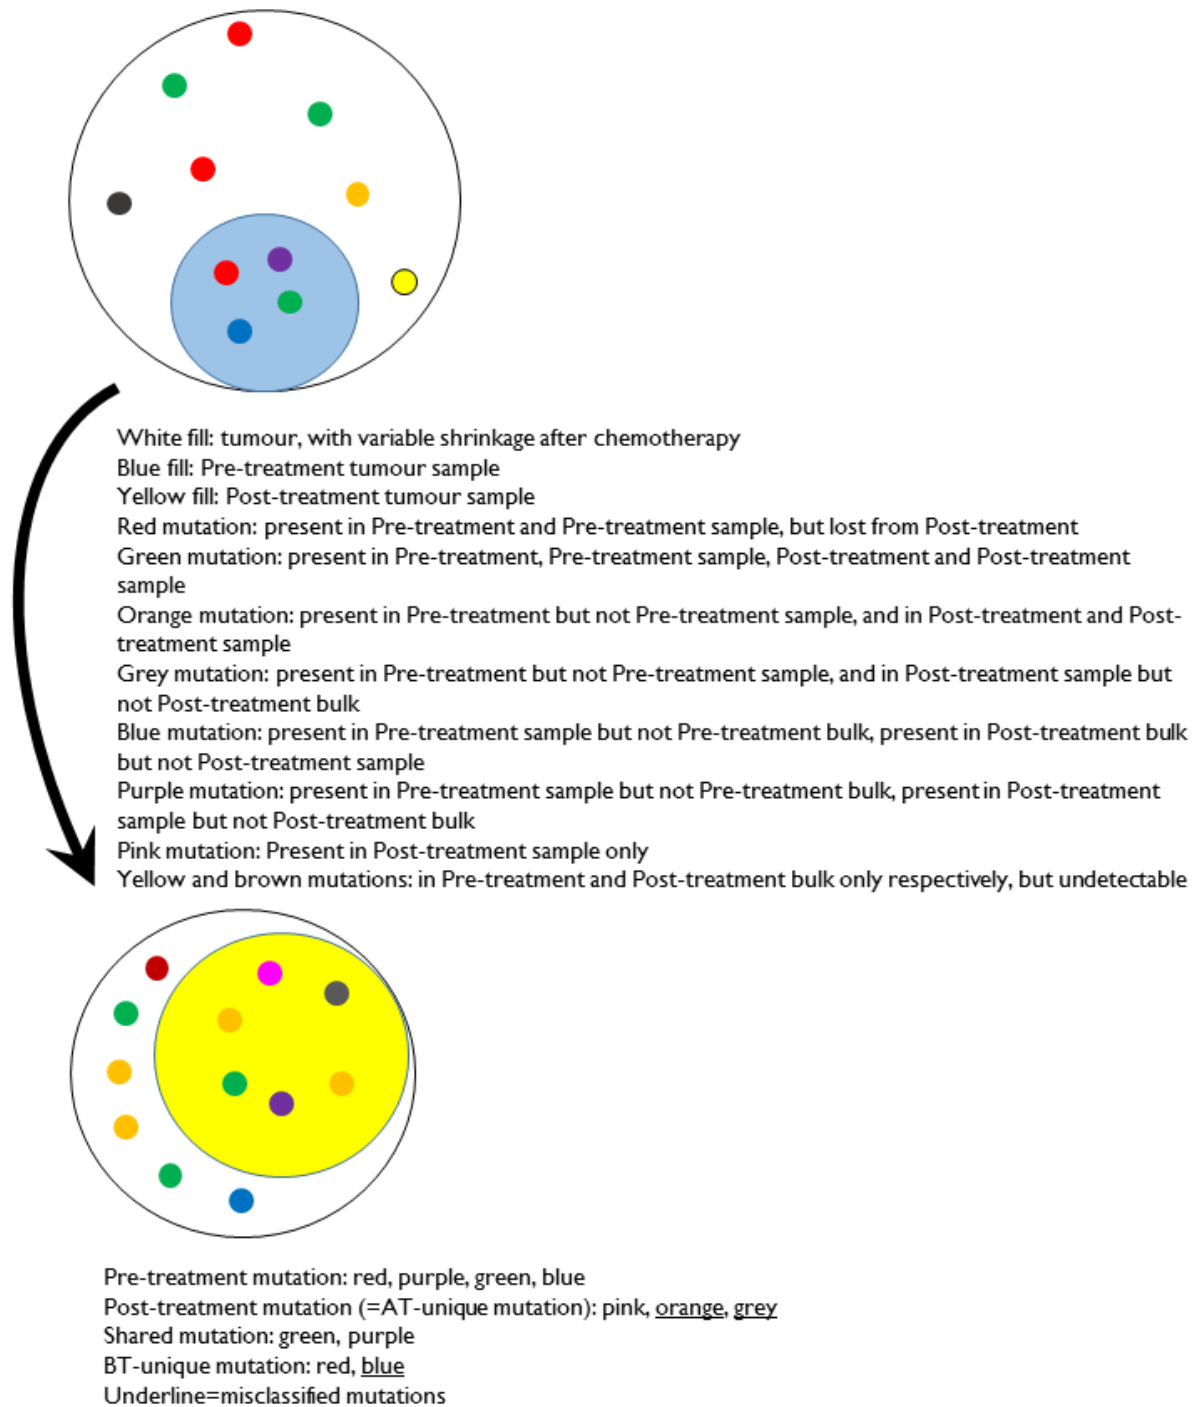 White fill: tumour, with variable shrinkage after chemotherapy
Blue fill: Pre-treatment tumour sample
Yellow fill: Post-treatment tumour sample
Red mutation: present in Pre-treatment and Pre-treatment sample, but lost from Post-treatment
Green mutation: present in Pre-treatment, Pre-treatment sample, Post-treatment and Post-treatment
sample
Orange mutation: present in Pre-treatment but not Pre-treatment sample, and in Post-treatment and Post-
treatment sample
Grey mutation: present in Pre-treatment but not Pre-treatment sample, and in Post-treatment sample but
not Post-treatment bulk
Blue mutation: present in Pre-treatment sample but not Pre-treatment bulk, present in Post-treatment bulk
but not Post-treatment sample
Purple mutation: present in Pre-treatment sample but not Pre-treatment bulk, present in Post-treatment
sample but not Post-treatment bulk
Pink mutation: Present in Post-treatment sample only
Yellow and brown mutations: in Pre-treatment and Post-treatment bulk only respectively, but undetectable
Pre-treatment mutation: red, purple, green, blue
Post-treatment mutation (=AT-unique mutation): pink, orange, grey
Shared mutation: green, purple
BT-unique mutation: red, blue
Underline=misclassified mutations